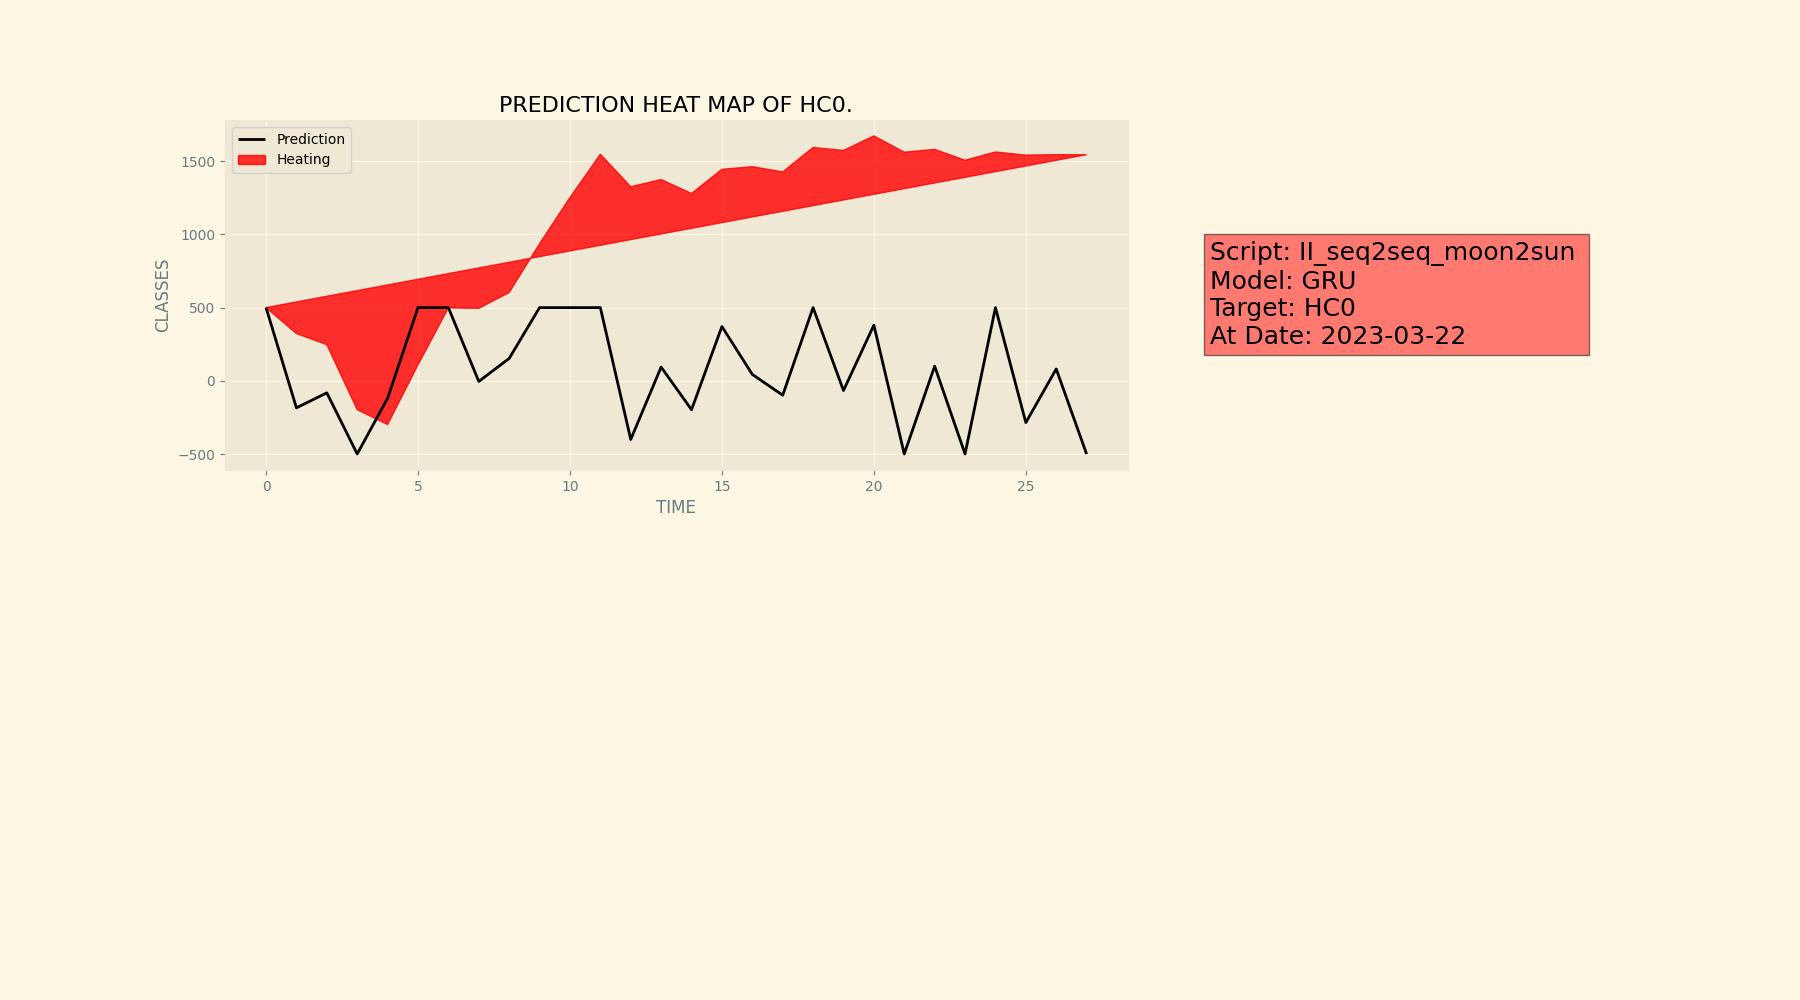 PREDICTION HEAT MAP OF HC0.
Prediction
Heating
1500
1000
500
0
−500
CLASSES
0 5 10 15 20 25
TIME
Script: II_seq2seq_moon2sun
Model: GRU
Target: HC0
At Date: 2023-03-22